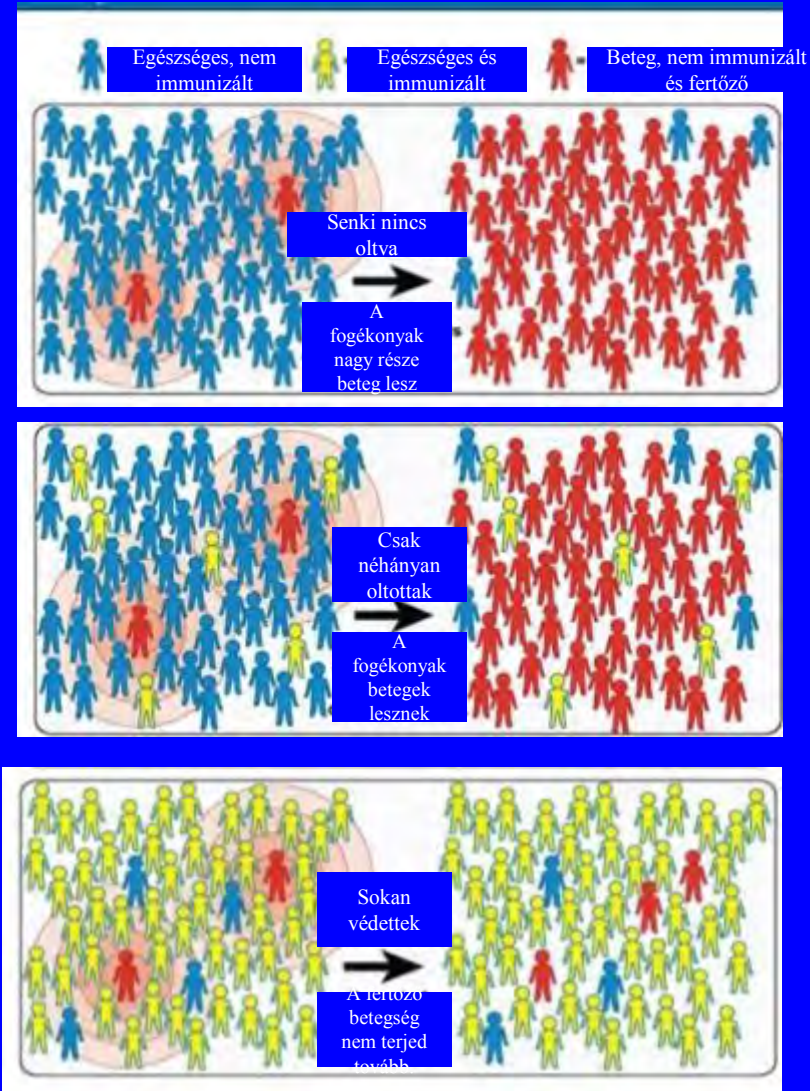 Egészséges, nem
immunizált
Egészséges és
immunizált
Beteg, nem immunizált
és fertőző
Senki nincs
oltva
A
fogékonyak
nagy része
beteg lesz
Csak
néhányan
oltottak
A
fogékonyak
betegek
lesznek
Sokan
védettek
A fertőző
betegség
nem terjed
tovább